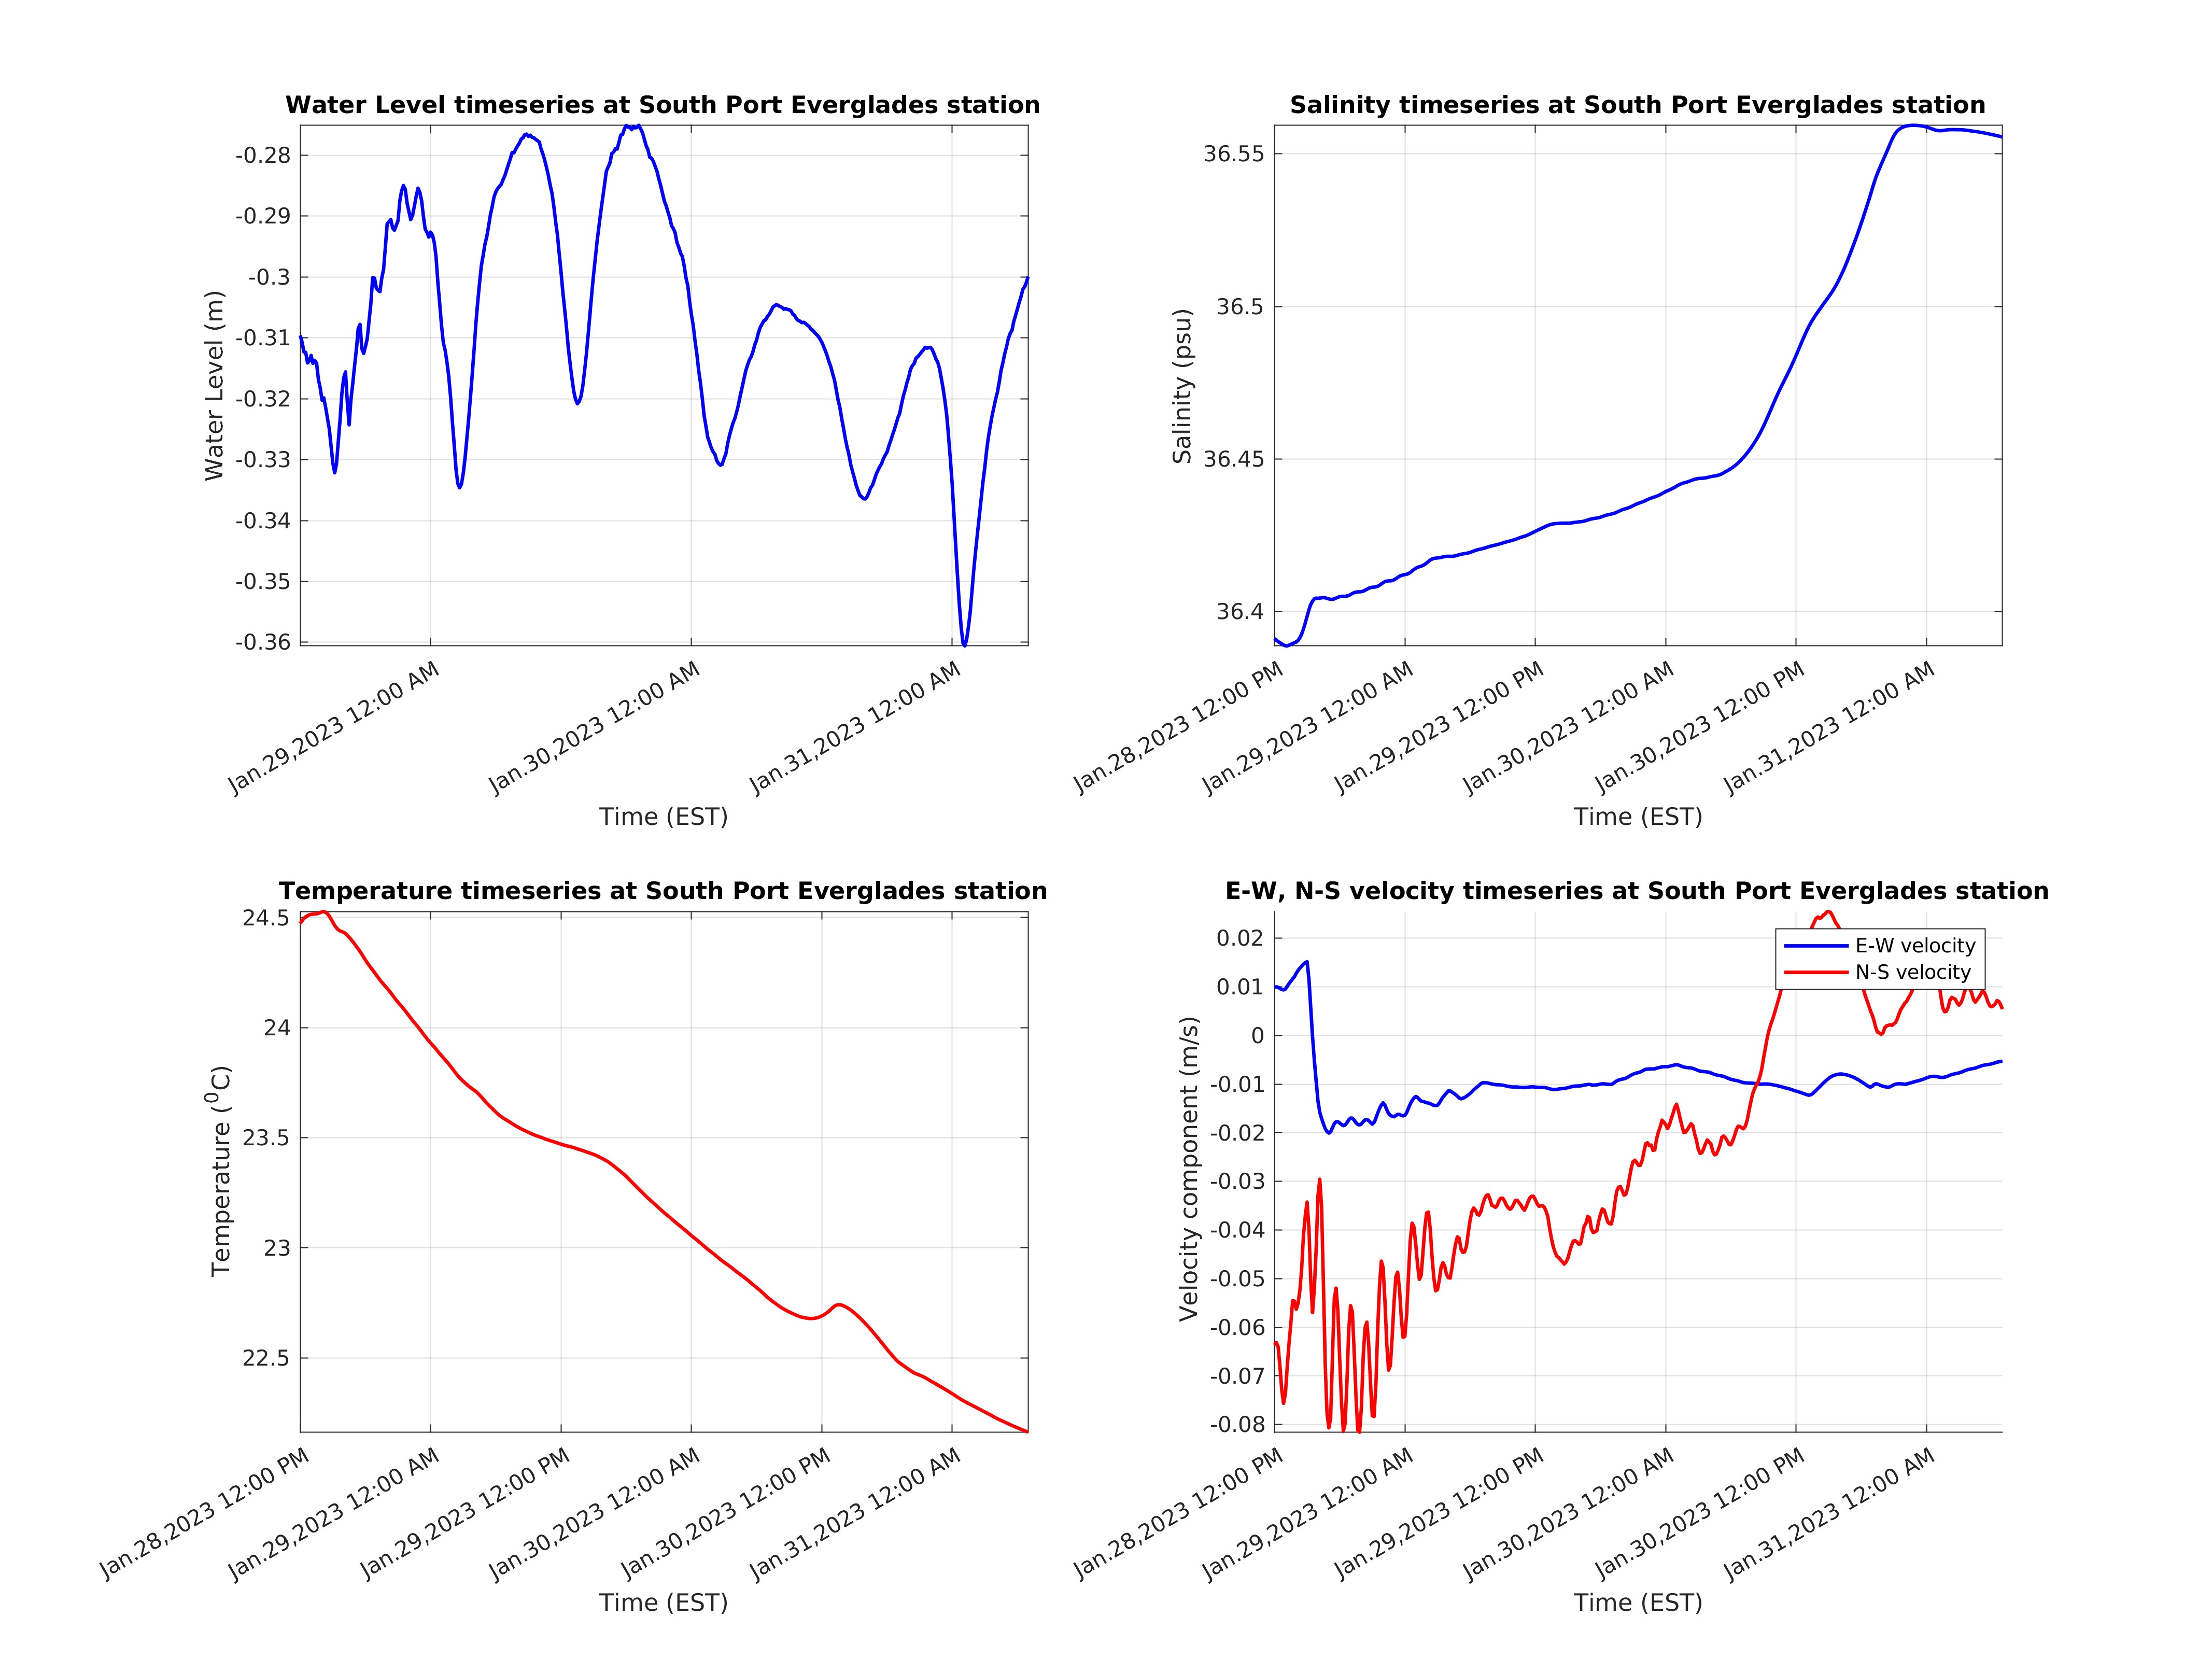 Water Level timeseries at South Port Everglades station
Water Level (m)
-0.28
-0.29
-0.3
-0.31
-0.32
-0.33
-0.34
-0.35
-0.36
Jan.29,2023 12:00 AM
Jan.30,2023 12:00 AM
Jan.31,2023 12:00 AM
Time (EST)
Salinity timeseries at South Port Everglades station
Salinity (psu)
36.55
36.5
36.45
36.4
Jan.28,2023 12:00 PM
Jan.29,2023 12:00 AM
Jan.29,2023 12:00 PM
Jan.30,2023 12:00 AM
Jan.30,2023 12:00 PM
Jan.31,2023 12:00 AM
Time (EST)
Temperature timeseries at South Port Everglades station
Temperature (⁰C)
24.5
24
23.5
23
22.5
Jan.28,2023 12:00 PM
Jan.29,2023 12:00 AM
Jan.29,2023 12:00 PM
Jan.30,2023 12:00 AM
Jan.30,2023 12:00 PM
Jan.31,2023 12:00 AM
Time (EST)
E-W, N-S velocity timeseries at South Port Everglades station
Velocity component (m/s)
0.02
0.01
0
-0.01
-0.02
-0.03
-0.04
-0.05
-0.06
-0.07
-0.08
E-W velocity
N-S velocity
Jan.28,2023 12:00 PM
Jan.29,2023 12:00 AM
Jan.29,2023 12:00 PM
Jan.30,2023 12:00 AM
Jan.30,2023 12:00 PM
Jan.31,2023 12:00 AM
Time (EST)